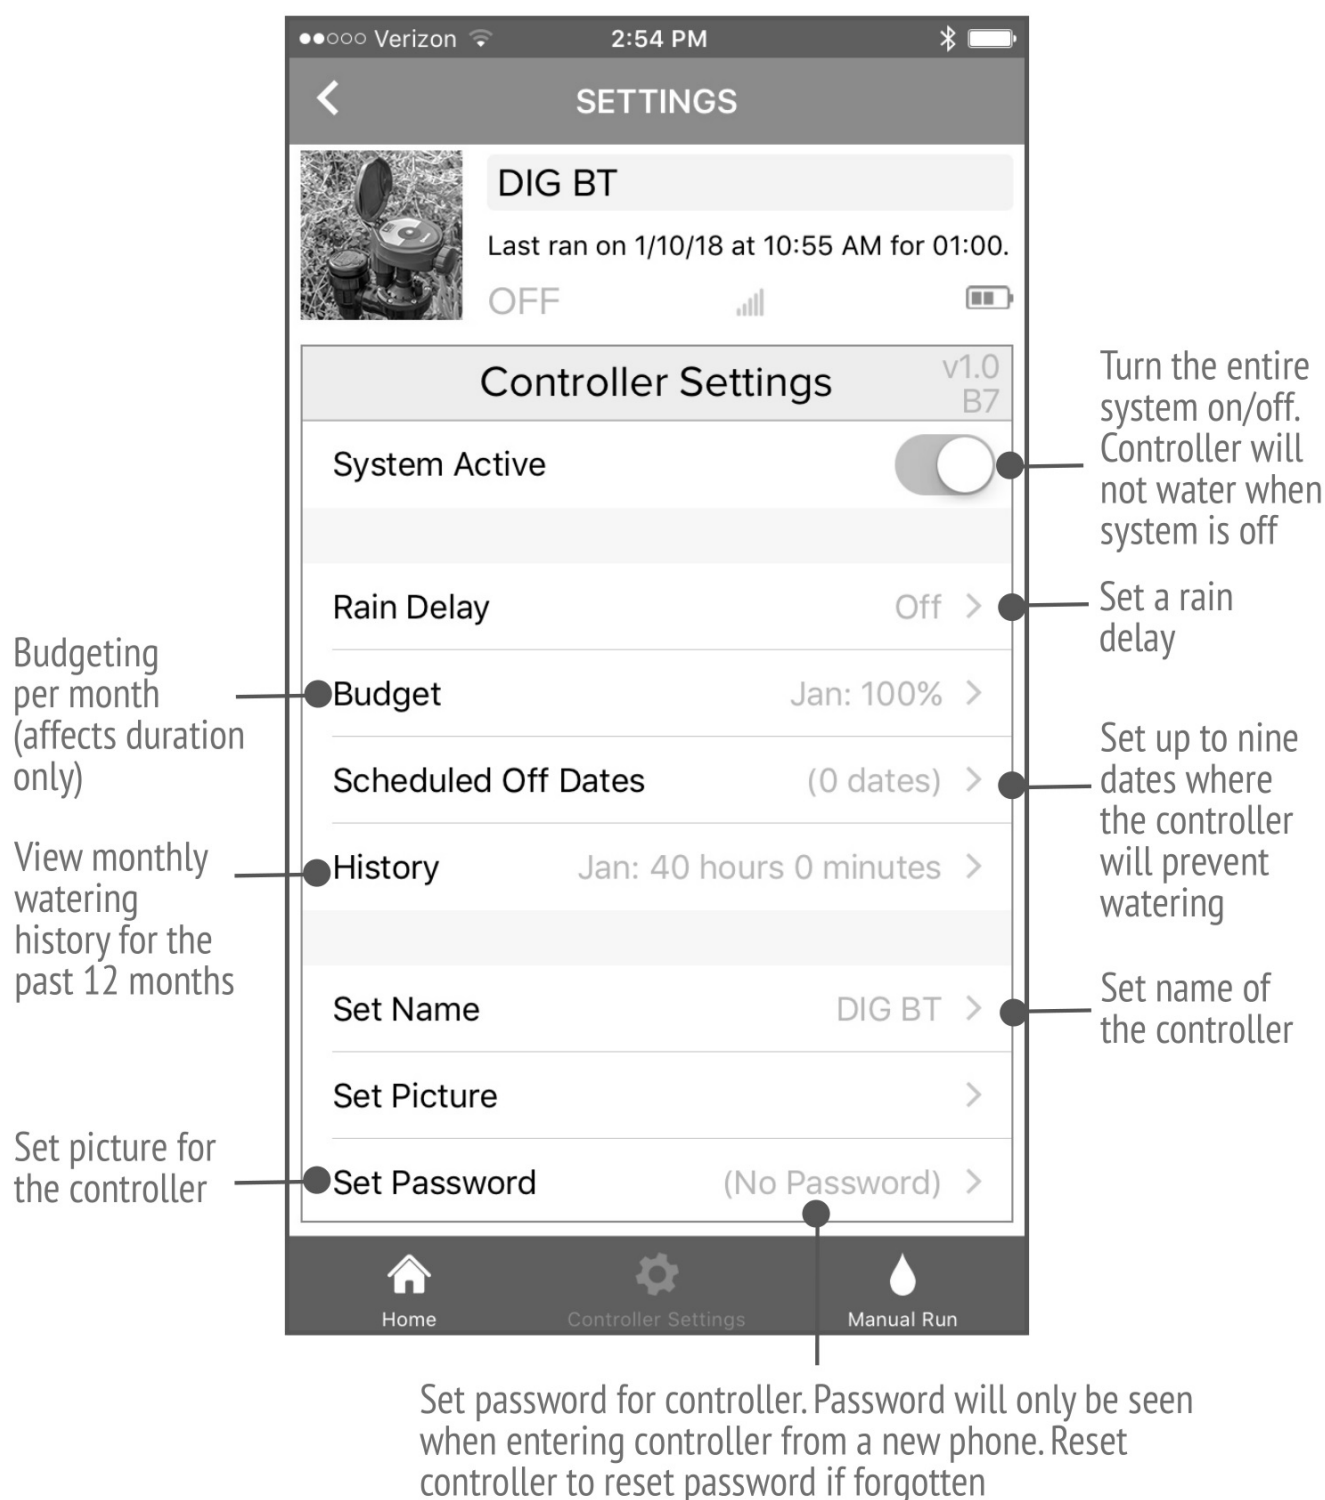 Verizon 2:54 PM
SETTINGS
DIG BT
Last ran on 1/10/18 at 10:55 AM for 01:00.
OFF
Controller Settings
v1.0
B7
System Active
Turn the entire
system on/off.
Controller will
not water when
system is off
Rain Delay Off
Set a rain
delay
Budgeting
per month
(affects duration
only)
Budget Jan: 100%
Scheduled Off Dates (0 dates)
Set up to nine
dates where
the controller
will prevent
watering
View monthly
watering
history for the
past 12 months
History Jan: 40 hours 0 minutes
Set Name DIG BT
Set name of
the controller
Set Picture
Set picture for
the controller
Set Password (No Password)
Home Controller Settings Manual Run
Set password for controller. Password will only be seen
when entering controller from a new phone. Reset
controller to reset password if forgotten